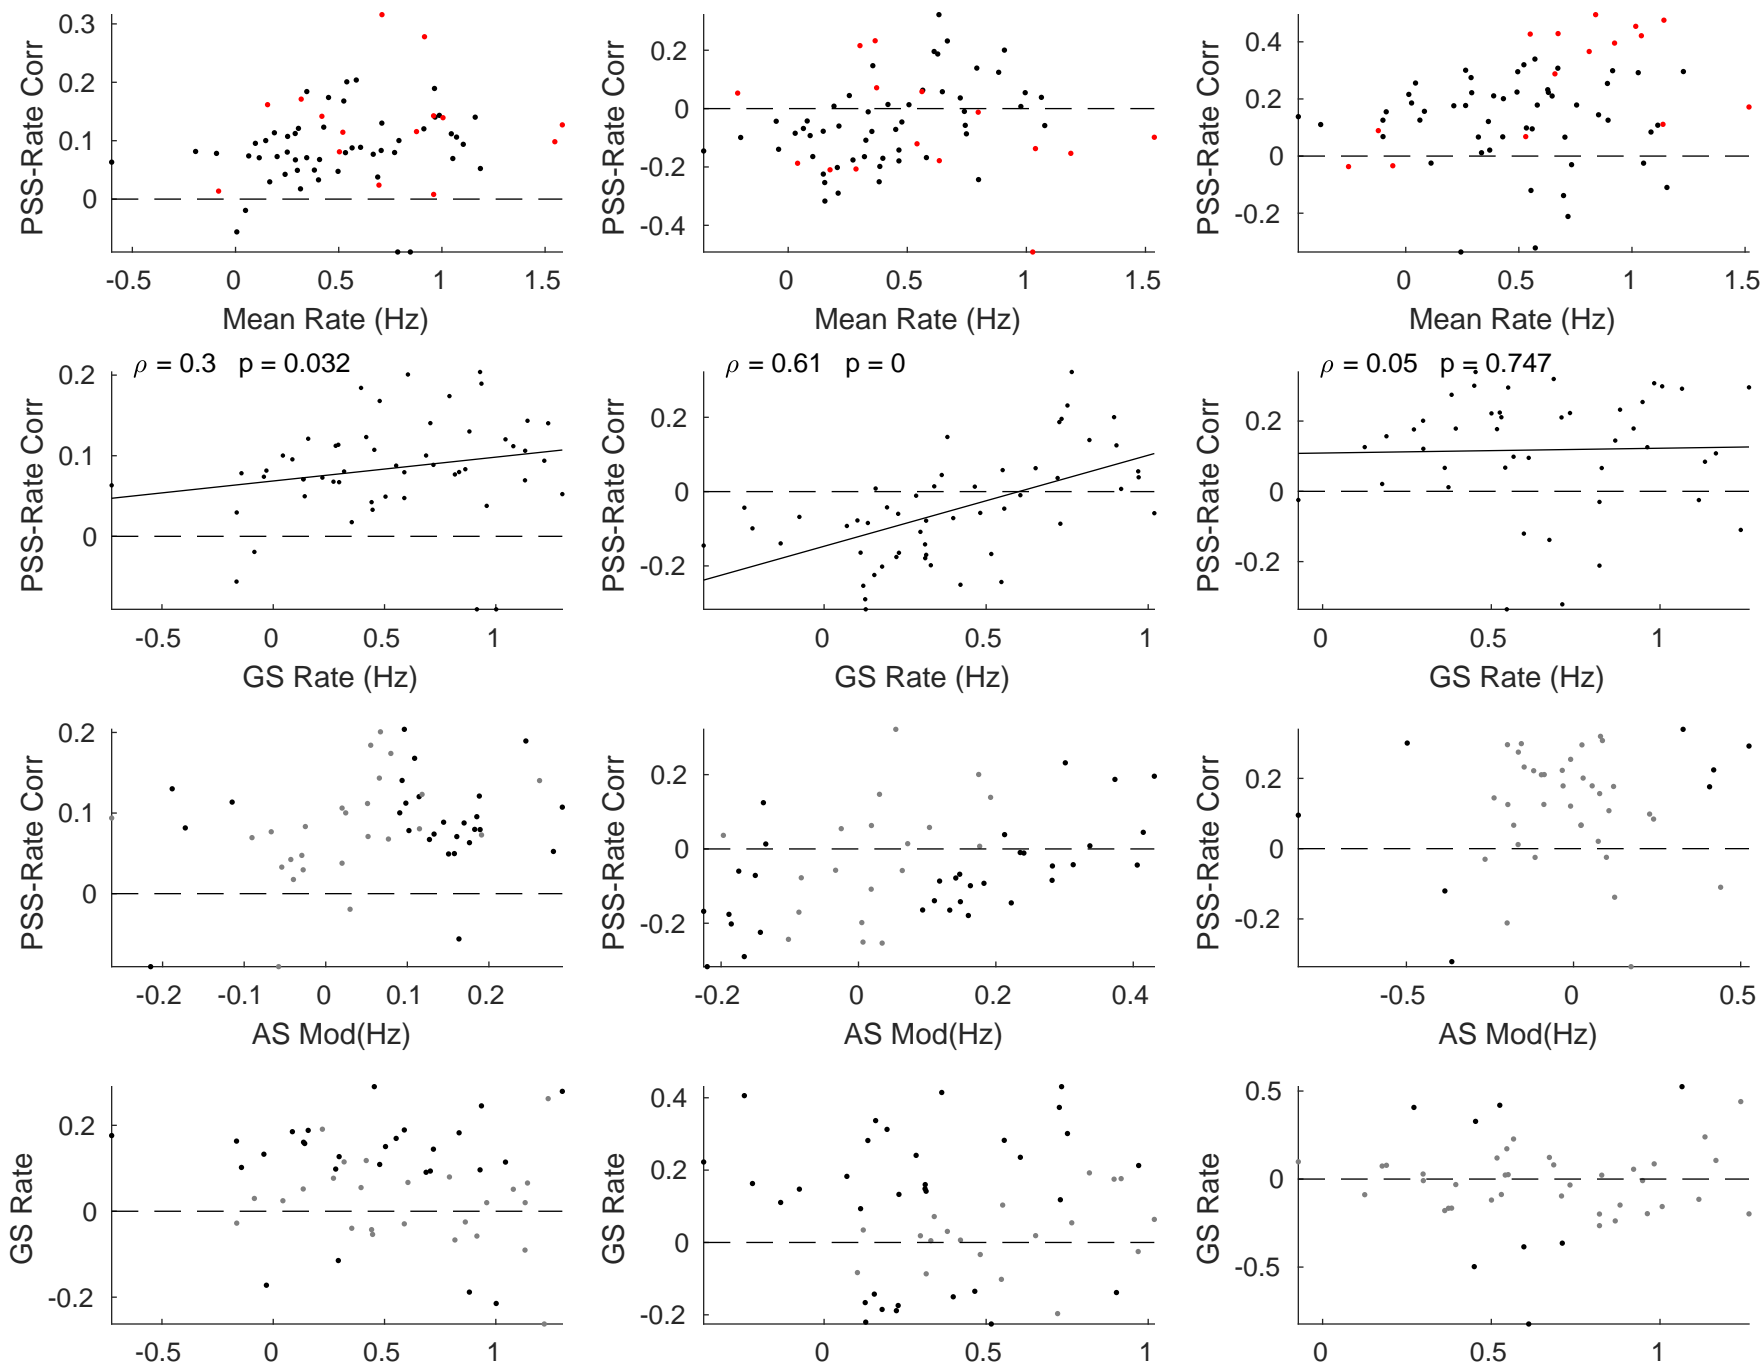 PSS-Rate Corr
0.3
0.2
0.1
0
-0.5 0 0.5 1 1.5
Mean Rate (Hz)
PSS-Rate Corr
0.2
0
-0.2
-0.4
0 0.5 1 1.5
Mean Rate (Hz)
PSS-Rate Corr
0.4
0.2
0
-0.2
0 0.5 1 1.5
Mean Rate (Hz)
ρ = 0.3 p = 0.032
PSS-Rate Corr
0.2
0.1
0
-0.5 0 0.5 1
GS Rate (Hz)
ρ = 0.61 p = 0
PSS-Rate Corr
0.2
0
-0.2
0 0.5 1
GS Rate (Hz)
ρ = 0.05 p = 0.747
PSS-Rate Corr
0.2
0
-0.2
0 0.5 1
GS Rate (Hz)
PSS-Rate Corr
0.2
0.1
0
-0.2 -0.1 0 0.1 0.2
AS Mod(Hz)
PSS-Rate Corr
0.2
0
-0.2
-0.2 0 0.2 0.4
AS Mod(Hz)
PSS-Rate Corr
0.2
0
-0.2
-0.5 0 0.5
AS Mod(Hz)
GS Rate
0.2
0
-0.2
-0.5 0 0.5 1
GS Rate
0.4
0.2
0
-0.2
0 0.5 1
GS Rate
0.5
0
-0.5
0 0.5 1